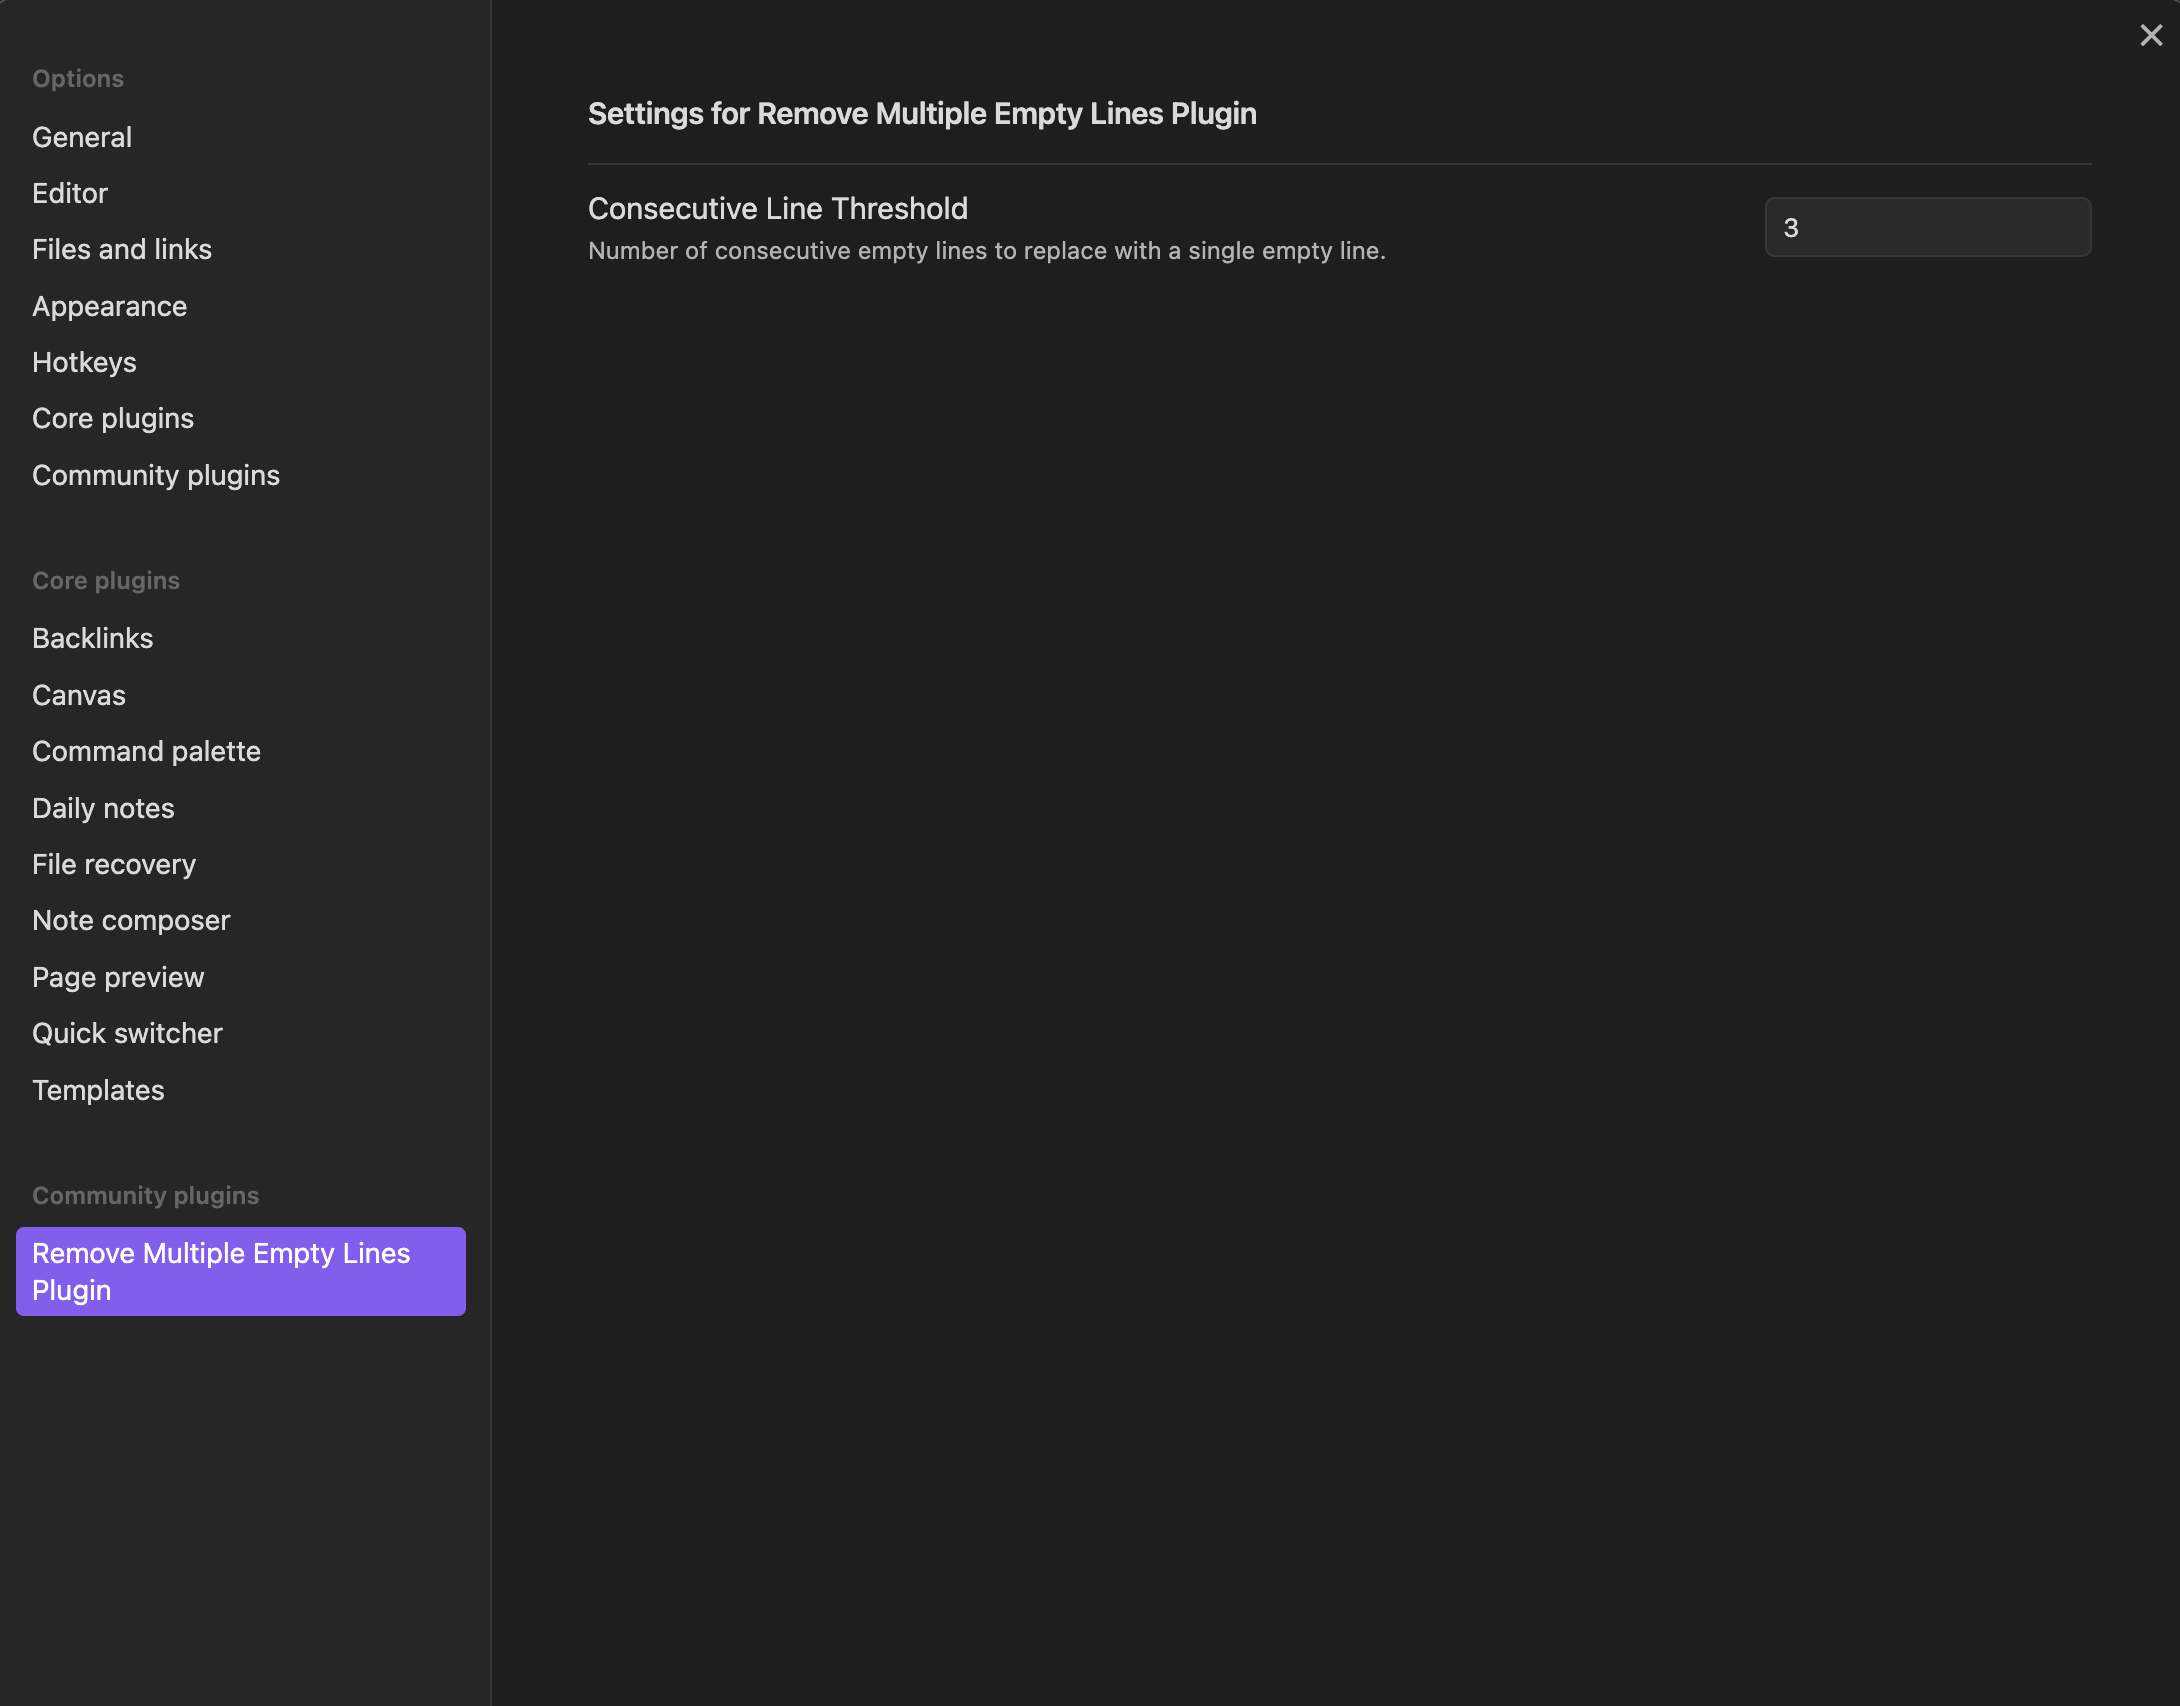 Options
General
Editor
Files and links
Appearance
Hotkeys
Core plugins
Community plugins
Core plugins
Backlinks
Canvas
Command palette
Daily notes
File recovery
Note composer
Page preview
Quick switcher
Templates
Community plugins
Remove Multiple Empty Lines
Plugin
Settings for Remove Multiple Empty Lines Plugin
Consecutive Line Threshold
Number of consecutive empty lines to replace with a single empty line.
3